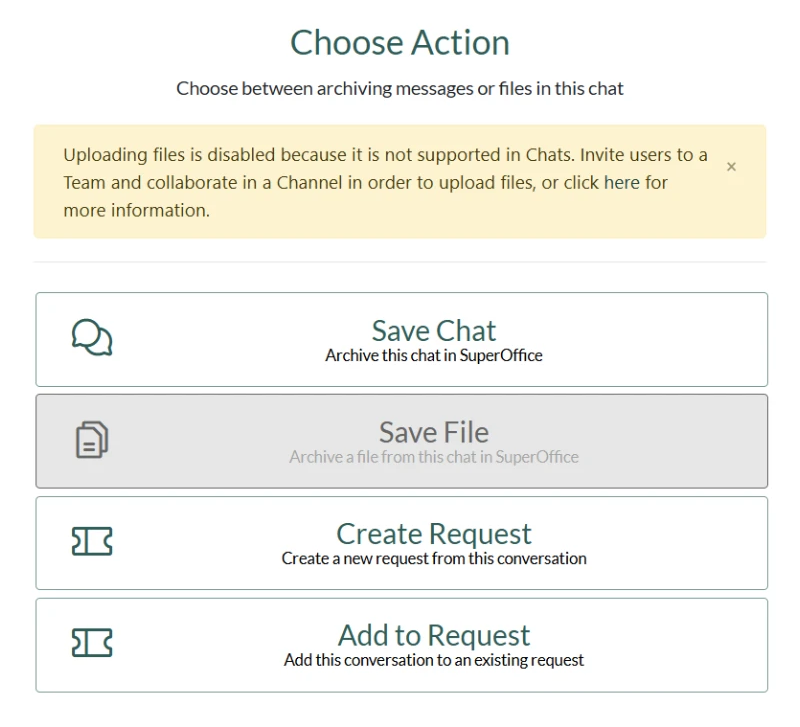 Choose Action
Choose between archiving messages or files in this chat
Uploading files is disabled because it is not supported in Chats. Invite users to a
Team and collaborate in a Channel in order to upload files, or click here for
more information.
×
Save Chat
Archive this chat in SuperOffice
Save File
Archive a file from this chat in SuperOffice
Create Request
Create a new request from this conversation
Add to Request
Add this conversation to an existing request